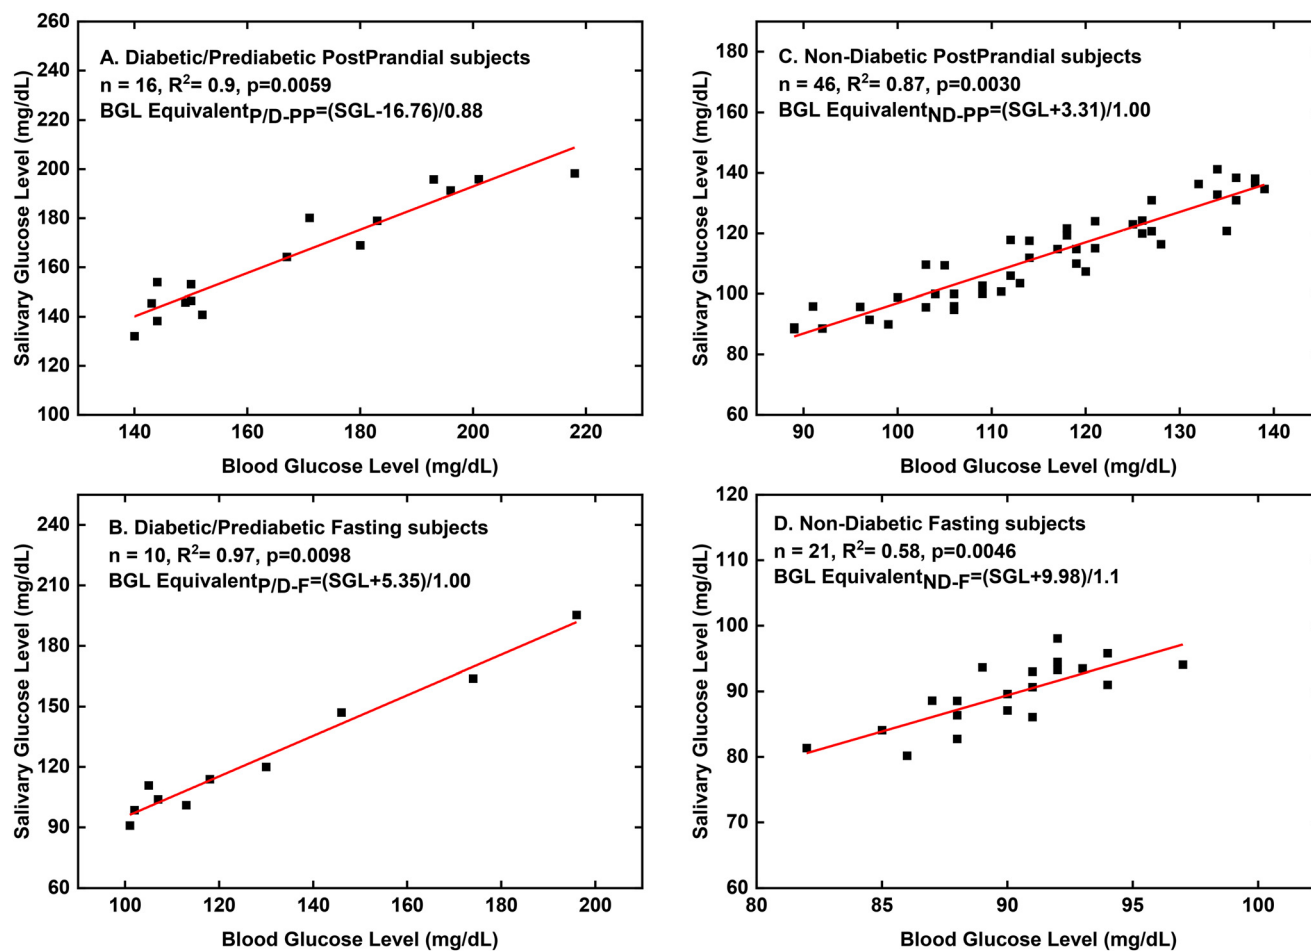 A. Diabetic/Prediabetic PostPrandial subjects
n = 16, R²= 0.9, p=0.0059
BGL EquivalentP/D-PP=(SGL-16.76)/0.88
Salivary Glucose Level (mg/dL)
260
240
220
200
180
160
140
120
100
140
160
180
200
220
Blood Glucose Level (mg/dL)
C. Non-Diabetic PostPrandial subjects
n = 46, R²= 0.87, p=0.0030
BGL EquivalentND-PP=(SGL+3.31)/1.00
Salivary Glucose Level (mg/dL)
180
160
140
120
100
80
60
90
100
110
120
130
140
Blood Glucose Level (mg/dL)
B. Diabetic/Prediabetic Fasting subjects
n = 10, R²= 0.97, p=0.0098
BGL EquivalentP/D-F=(SGL+5.35)/1.00
Salivary Glucose Level (mg/dL)
240
210
180
150
120
90
60
100
120
140
160
180
200
Blood Glucose Level (mg/dL)
D. Non-Diabetic Fasting subjects
n = 21, R²= 0.58, p=0.0046
BGL EquivalentND-F=(SGL+9.98)/1.1
Salivary Glucose Level (mg/dL)
120
110
100
90
80
70
60
80
85
90
95
100
Blood Glucose Level (mg/dL)